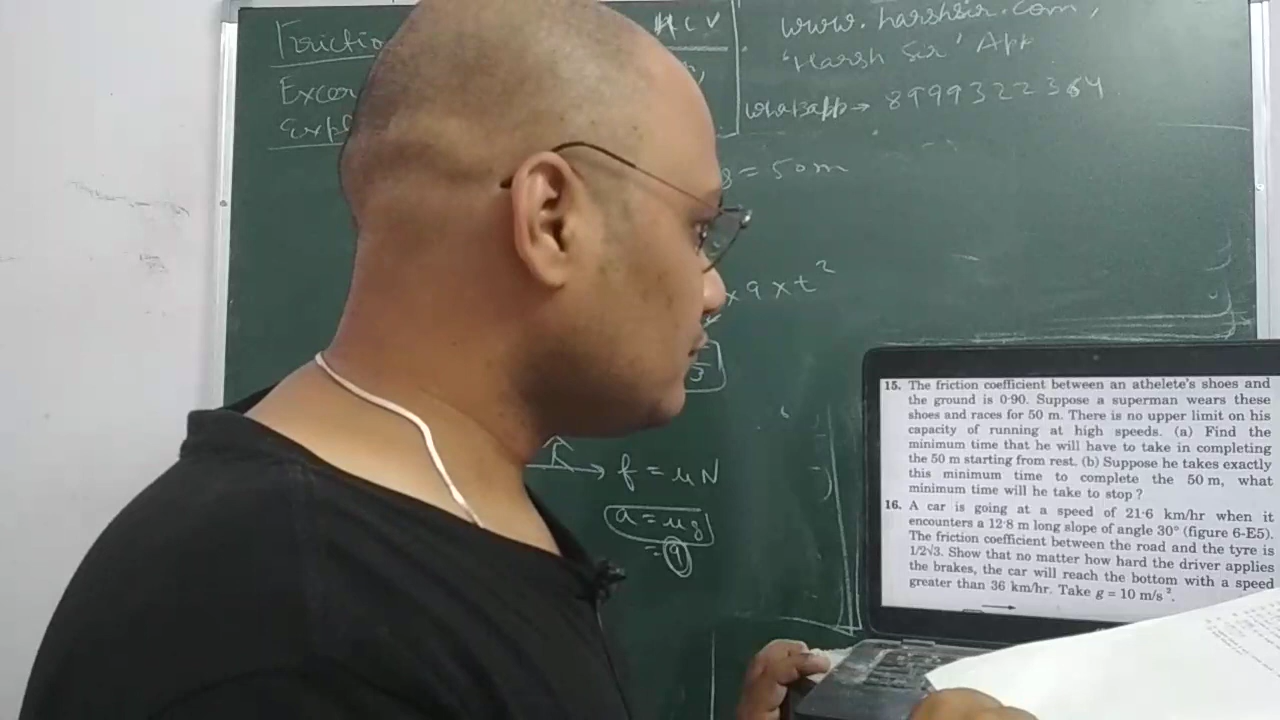 HCV
www.harshsir.com,
'Harsh Sir' App
whatsapp→ 8999322364
s = 50m
x 9 x t²
3
f = μN
a = μg
= 9
15. The friction coefficient between an athelete's shoes and
the ground is 0·90. Suppose a superman wears these
shoes and races for 50 m. There is no upper limit on his
capacity of running at high speeds. (a) Find the
minimum time that he will have to take in completing
the 50 m starting from rest. (b) Suppose he takes exactly
this minimum time to complete the 50 m, what
minimum time will he take to stop ?
16. A car is going at a speed of 21·6 km/hr when it
encounters a 12·8 m long slope of angle 30° (figure 6-E5).
The friction coefficient between the road and the tyre is
1/2√3. Show that no matter how hard the driver applies
the brakes, the car will reach the bottom with a speed
greater than 36 km/hr. Take g = 10 m/s².